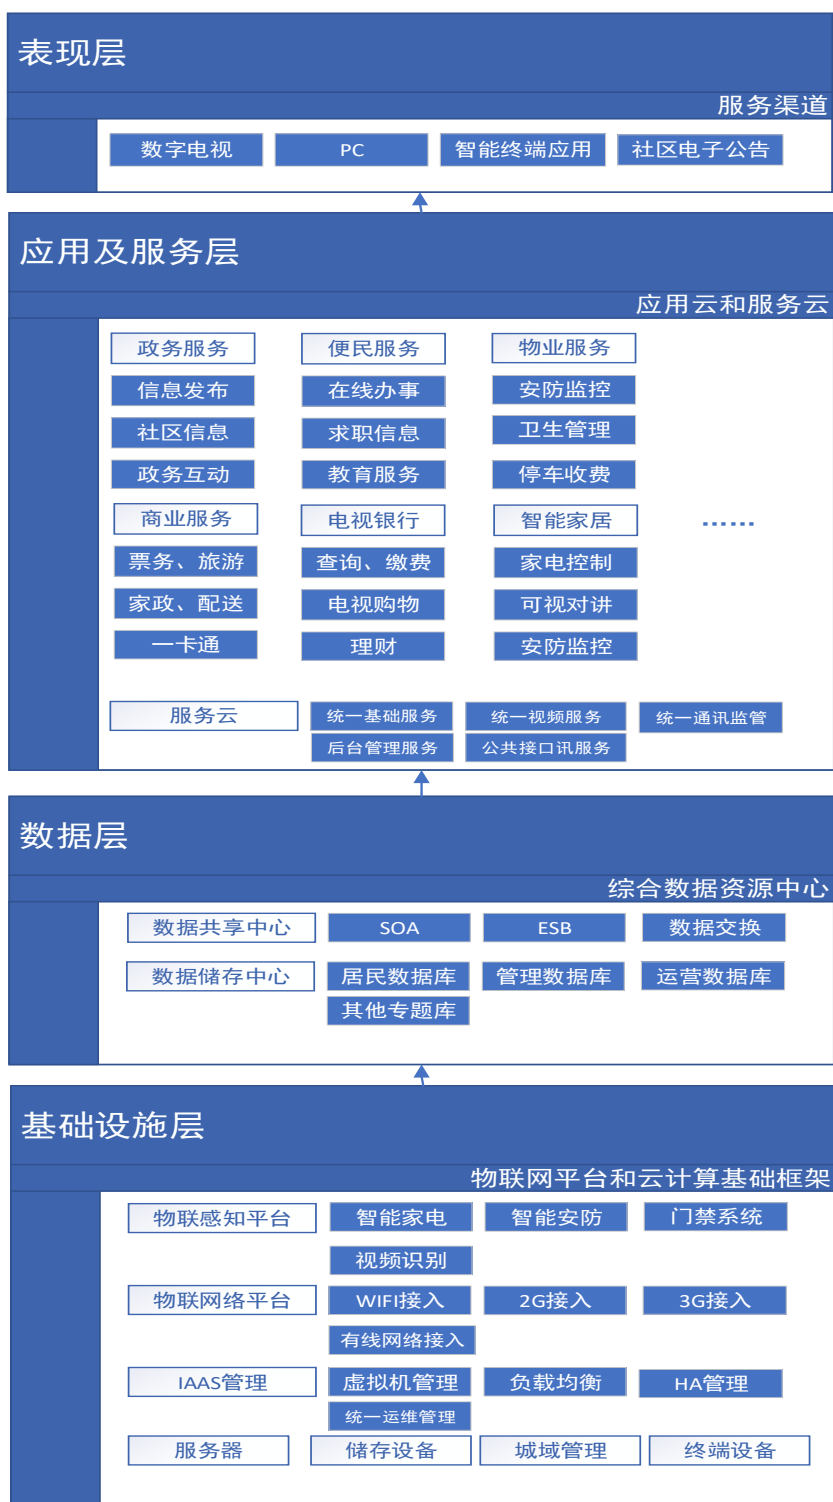 表现层
服务渠道
数字电视 PC 智能终端应用 社区电子公告
应用及服务层
应用云和服务云
政务服务 便民服务 物业服务
信息发布 在线办事 安防监控
社区信息 求职信息 卫生管理
政务互动 教育服务 停车收费
商业服务 电视银行 智能家居 ……
票务、旅游 查询、缴费 家电控制
家政、配送 电视购物 可视对讲
一卡通 理财 安防监控
服务云 统一基础服务 统一视频服务 统一通讯监管
后台管理服务 公共接口讯服务
数据层
综合数据资源中心
数据共享中心 SOA ESB 数据交换
数据储存中心 居民数据库 管理数据库 运营数据库
其他专题库
基础设施层
物联网平台和云计算基础框架
物联感知平台 智能家电 智能安防 门禁系统
视频识别
物联网络平台 WIFI接入 2G接入 3G接入
有线网络接入
IAAS管理 虚拟机管理 负载均衡 HA管理
统一运维管理
服务器 储存设备 城域管理 终端设备